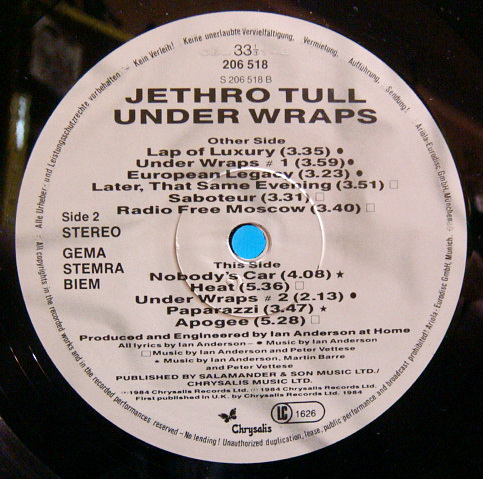 33⅓
206 518
S 206 518 B
JETHRO TULL
UNDER WRAPS
Other Side
Lap of Luxury (3.35) ●
Under Wraps # 1 (3.59) ●
European Legacy (3.23) ●
Later, That Same Evening (3.51) □
Saboteur (3.31) □
Radio Free Moscow (3.40) □
Side 2
STEREO
GEMA
STEMRA
BIEM
This Side
Nobody's Car (4.08) ★
Heat (5.36) □
Under Wraps # 2 (2.13) ●
Paparazzi (3.47) ★
Apogee (5.28) □
Produced and Engineered by Ian Anderson at Home
All lyrics by Ian Anderson – ● Music by Ian Anderson
□ Music by Ian Anderson and Peter Vettese
★ Music by Ian Anderson, Martin Barre
and Peter Vettese
PUBLISHED BY SALAMANDER & SON MUSIC LTD./
CHRYSALIS MUSIC LTD.
℗ 1984 Chrysalis Records Ltd. © 1984 Chrysalis Records Ltd.
First published in U.K. by Chrysalis Records Ltd. 1984
Chrysalis
LC 1626
Alle Urheber- und Leistungsschutzrechte vorbehalten. Kein Verleih! Keine unerlaubte Vervielfältigung, Vermietung, Aufführung, Sendung! Ariola-Eurodisc GmbH, München
All copyrights in the recorded works and in the recorded performances reserved – No lending! Unauthorized duplication, lease, public performance and broadcast prohibited! Ariola-Eurodisc GmbH, Munich